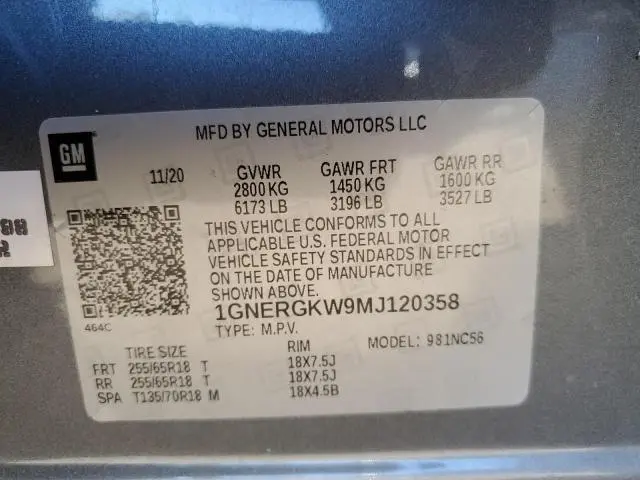 GM
MFD BY GENERAL MOTORS LLC
11/20 GVWR GAWR FRT GAWR RR
2800 KG 1450 KG 1600 KG
6173 LB 3196 LB 3527 LB
THIS VEHICLE CONFORMS TO ALL
APPLICABLE U.S. FEDERAL MOTOR
VEHICLE SAFETY STANDARDS IN EFFECT
ON THE DATE OF MANUFACTURE
SHOWN ABOVE.
464C
1GNERGKW9MJ120358
TYPE: M.P.V.
TIRE SIZE RIM MODEL: 981NC56
FRT 255/65R18 T 18X7.5J
RR 255/65R18 T 18X7.5J
SPA T135/70R18 M 18X4.5B